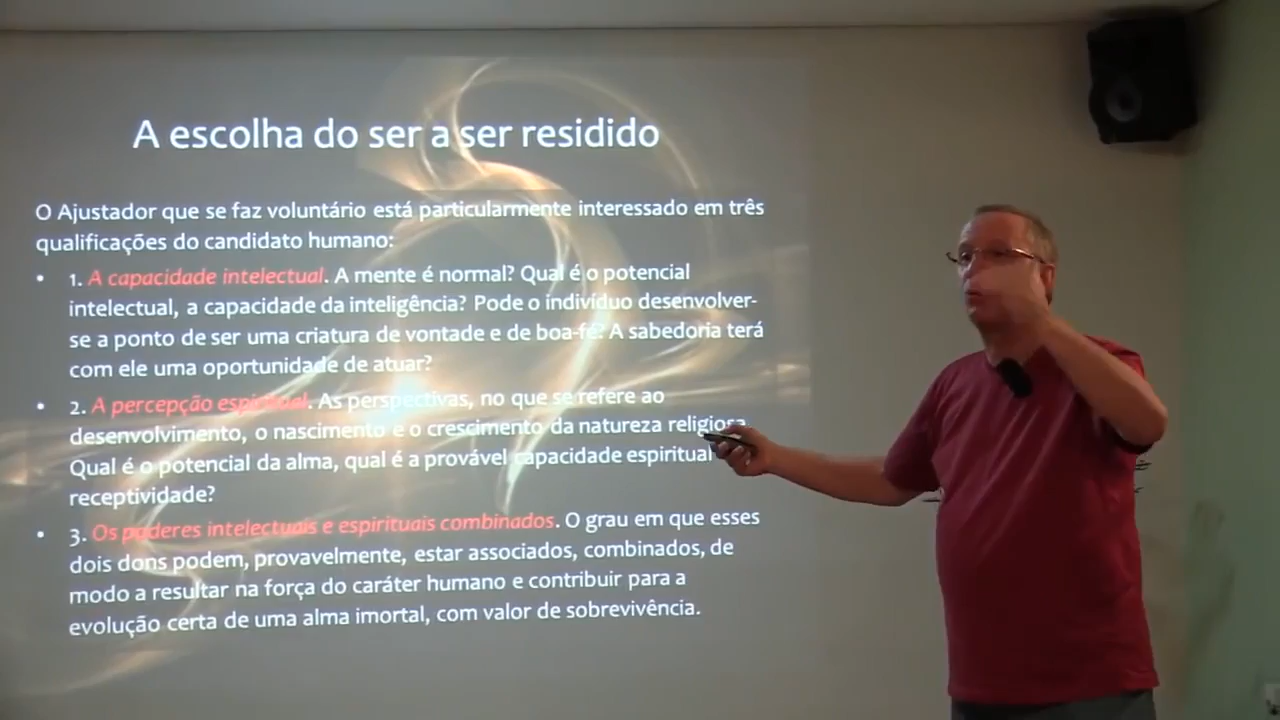 A escolha do ser a ser residido
O Ajustador que se faz voluntário está particularmente interessado em três
qualificações do candidato humano:
• 1. A capacidade intelectual. A mente é normal? Qual é o potencial
intelectual, a capacidade da inteligência? Pode o indivíduo desenvolver-
se a ponto de ser uma criatura de vontade e de boa-fé? A sabedoria terá
com ele uma oportunidade de atuar?
• 2. A percepção espiritual. As perspectivas, no que se refere ao
desenvolvimento, o nascimento e o crescimento da natureza religiosa.
Qual é o potencial da alma, qual é a provável capacidade espiritual
receptividade?
• 3. Os poderes intelectuais e espirituais combinados. O grau em que esses
dois dons podem, provavelmente, estar associados, combinados, de
modo a resultar na força do caráter humano e contribuir para a
evolução certa de uma alma imortal, com valor de sobrevivência.